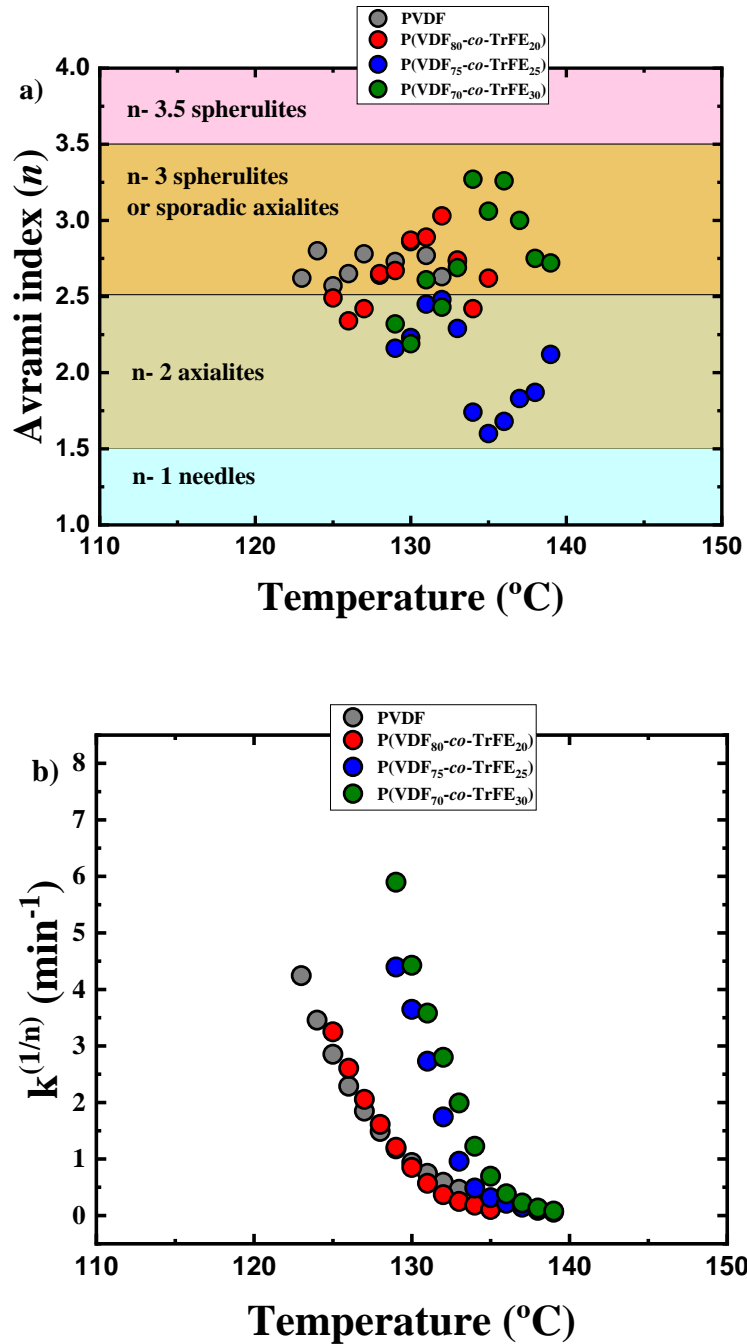 PVDF
P(VDF₈₀-co-TrFE₂₀)
P(VDF₇₅-co-TrFE₂₅)
P(VDF₇₀-co-TrFE₃₀)
a)
4.0
3.5
3.0
2.5
2.0
1.5
1.0
Avrami index (n)
n- 3.5 spherulites
n- 3 spherulites
or sporadic axialites
n- 2 axialites
n- 1 needles
110 120 130 140 150
Temperature (ºC)
PVDF
P(VDF₈₀-co-TrFE₂₀)
P(VDF₇₅-co-TrFE₂₅)
P(VDF₇₀-co-TrFE₃₀)
b)
8
7
6
5
4
3
2
1
0
k⁽¹/ⁿ⁾ (min⁻¹)
110 120 130 140 150
Temperature (ºC)